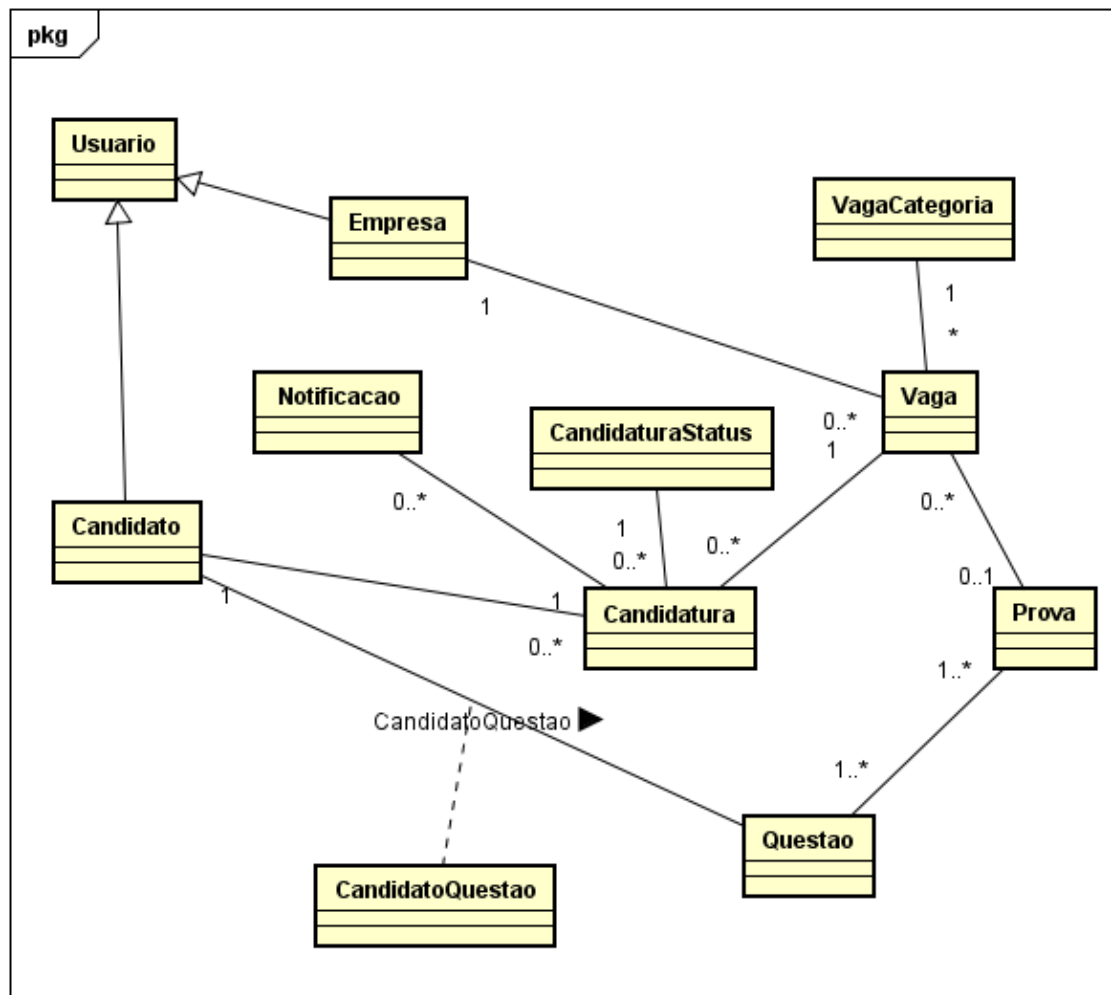 pkg
Usuario
Empresa
VagaCategoria
1
1
*
Notificacao
CandidaturaStatus
Vaga
0..*
1
0..*
0..*
Candidato
1
0..*
0..*
0..1
1
1
Candidatura
Prova
0..*
1..*
CandidatoQuestao
1..*
Questao
CandidatoQuestao